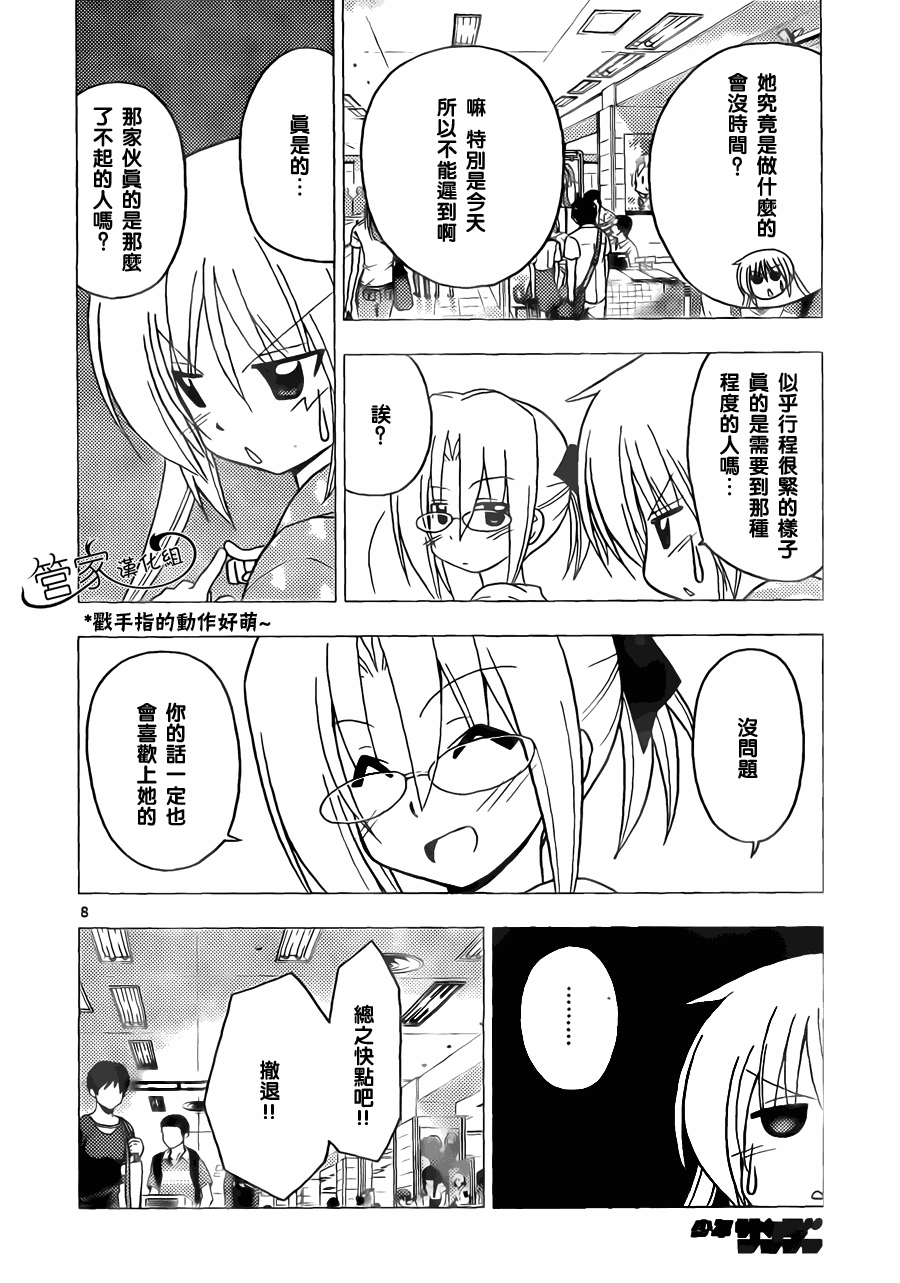 她究竟是做什麼的
會沒時間？
嘛 特別是今天
所以不能遲到啊
似乎行程很緊的樣子
眞的是需要到那種
程度的人嗎…
誒？
眞是的…
那家伙眞的是那麼
了不起的人嗎？
管家漢化組
*戳手指的動作好萌~
沒問題
你的話一定也
會喜歡上她的
8
………
總之快點吧!!
撤退!!
少年サンデー